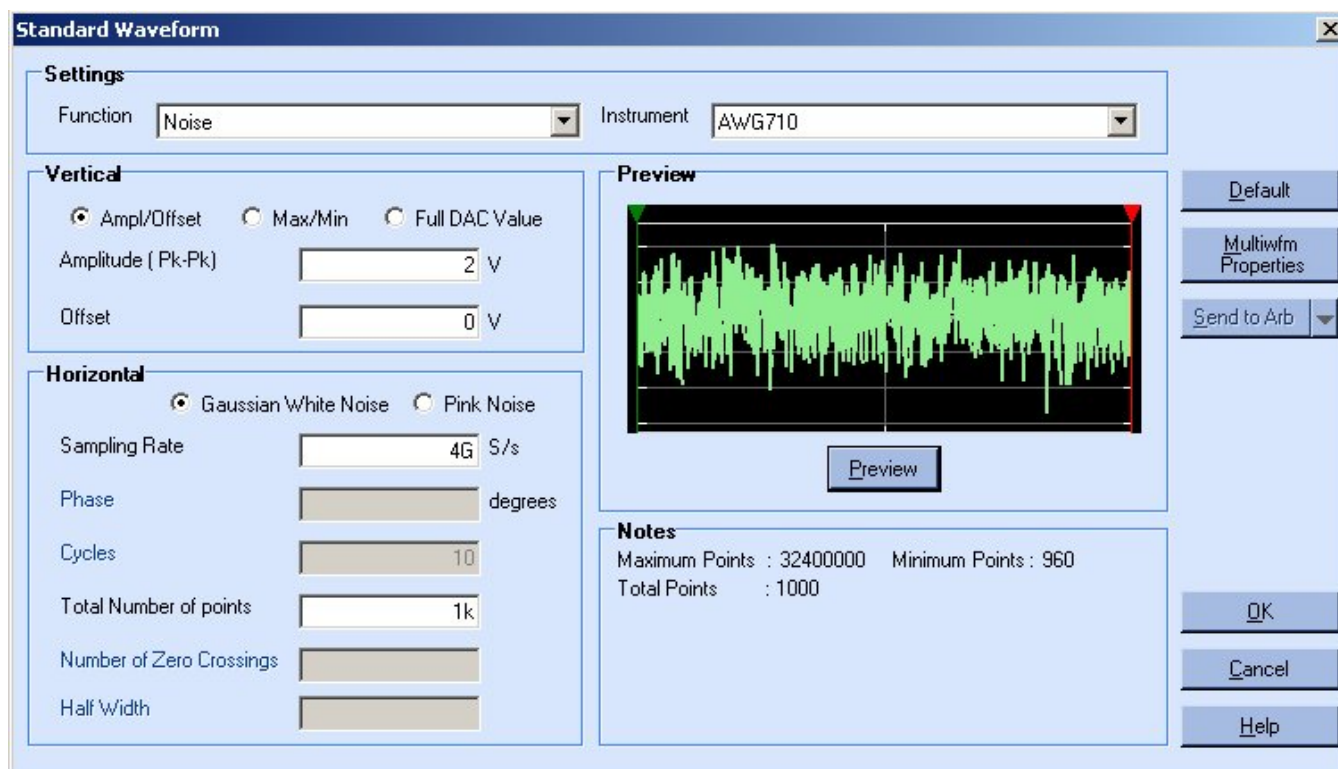 Standard Waveform
Settings
Function Noise Instrument AWG710
Vertical
Ampl/Offset Max/Min Full DAC Value
Amplitude ( Pk-Pk) 2 V
Offset 0 V
Horizontal
Gaussian White Noise Pink Noise
Sampling Rate 4G S/s
Phase degrees
Cycles 10
Total Number of points 1k
Number of Zero Crossings
Half Width
Preview
Preview
Notes
Maximum Points : 32400000 Minimum Points : 960
Total Points : 1000
Default
Multiwfm
Properties
Send to Arb
OK
Cancel
Help